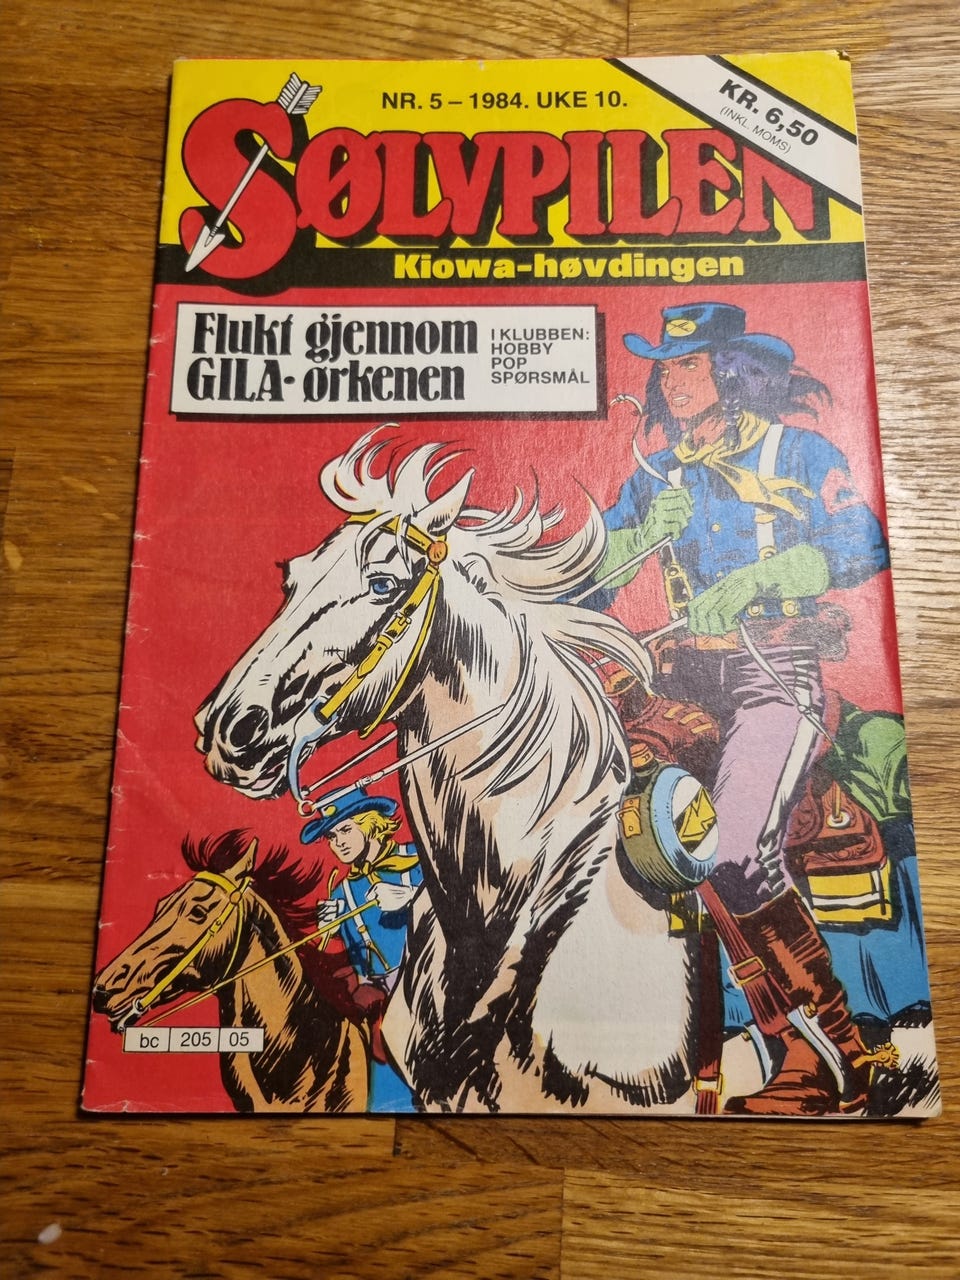 NR. 5 – 1984. UKE 10.
KR. 6,50
(INKL. MOMS)
SØLVPILEN
Kiowa-høvdingen
Flukt gjennom
GILA-ørkenen
I KLUBBEN:
HOBBY
POP
SPØRSMÅL
bc 205 05